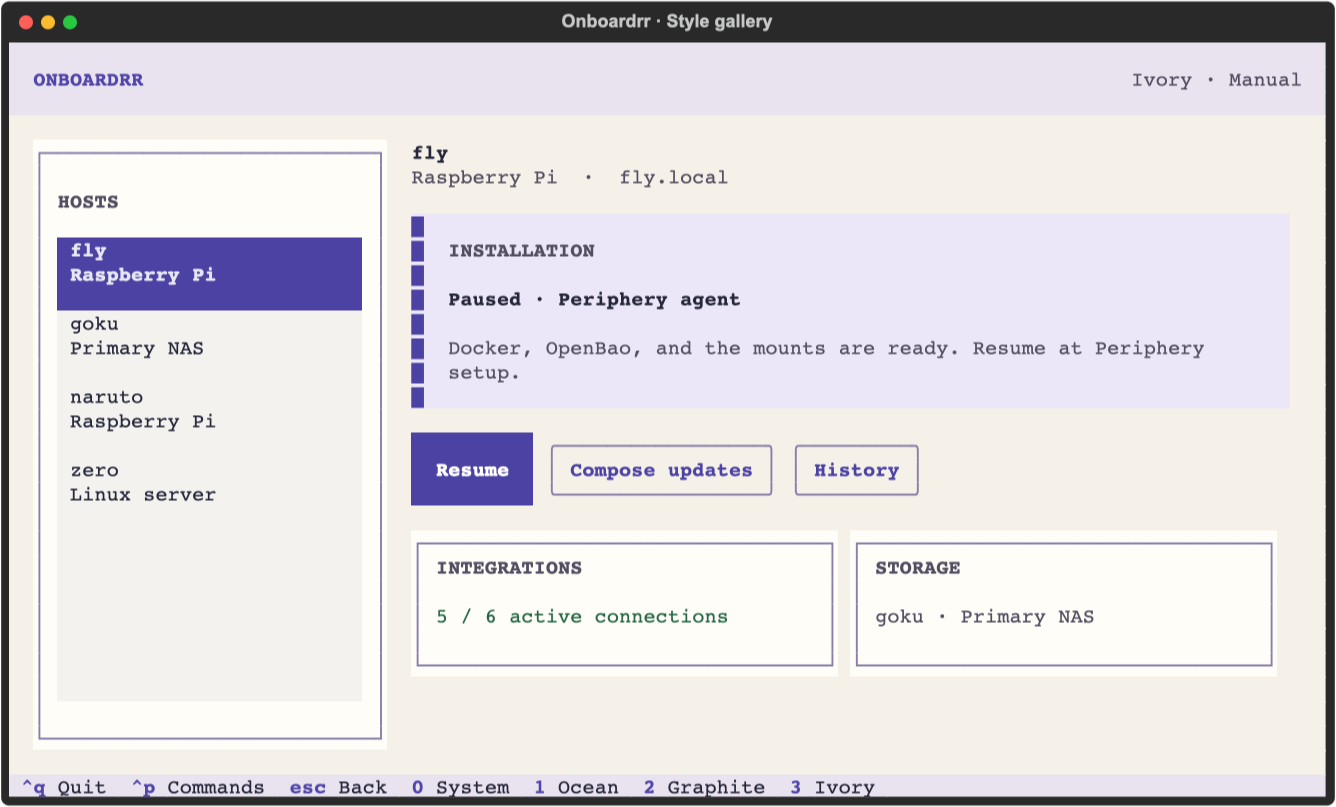 Onboardrr · Style gallery
ONBOARDRR
Ivory · Manual
HOSTS
fly
Raspberry Pi
goku
Primary NAS
naruto
Raspberry Pi
zero
Linux server
fly
Raspberry Pi · fly.local
INSTALLATION
Paused · Periphery agent
Docker, OpenBao, and the mounts are ready. Resume at Periphery
setup.
Resume
Compose updates
History
INTEGRATIONS
5 / 6 active connections
STORAGE
goku · Primary NAS
^q Quit ^p Commands esc Back 0 System 1 Ocean 2 Graphite 3 Ivory